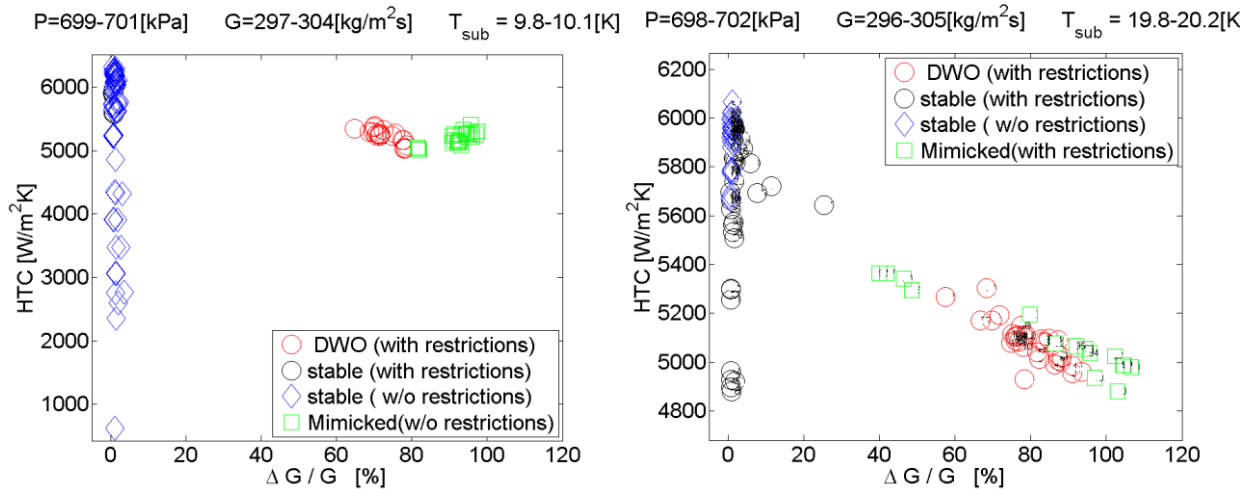 P=699-701[kPa] G=297-304[kg/m²s] T_sub = 9.8-10.1[K]
HTC [W/m²K]
6000
5000
4000
3000
2000
1000
0 20 40 60 80 100 120
Δ G / G [%]
DWO (with restrictions)
stable (with restrictions)
stable ( w/o restrictions)
Mimicked(w/o restrictions)
P=698-702[kPa] G=296-305[kg/m²s] T_sub = 19.8-20.2[K
HTC [W/m²K]
6200
6000
5800
5600
5400
5200
5000
4800
0 20 40 60 80 100 120
Δ G / G [%]
DWO (with restrictions)
stable (with restrictions)
stable ( w/o restrictions)
Mimicked(with restrictions)